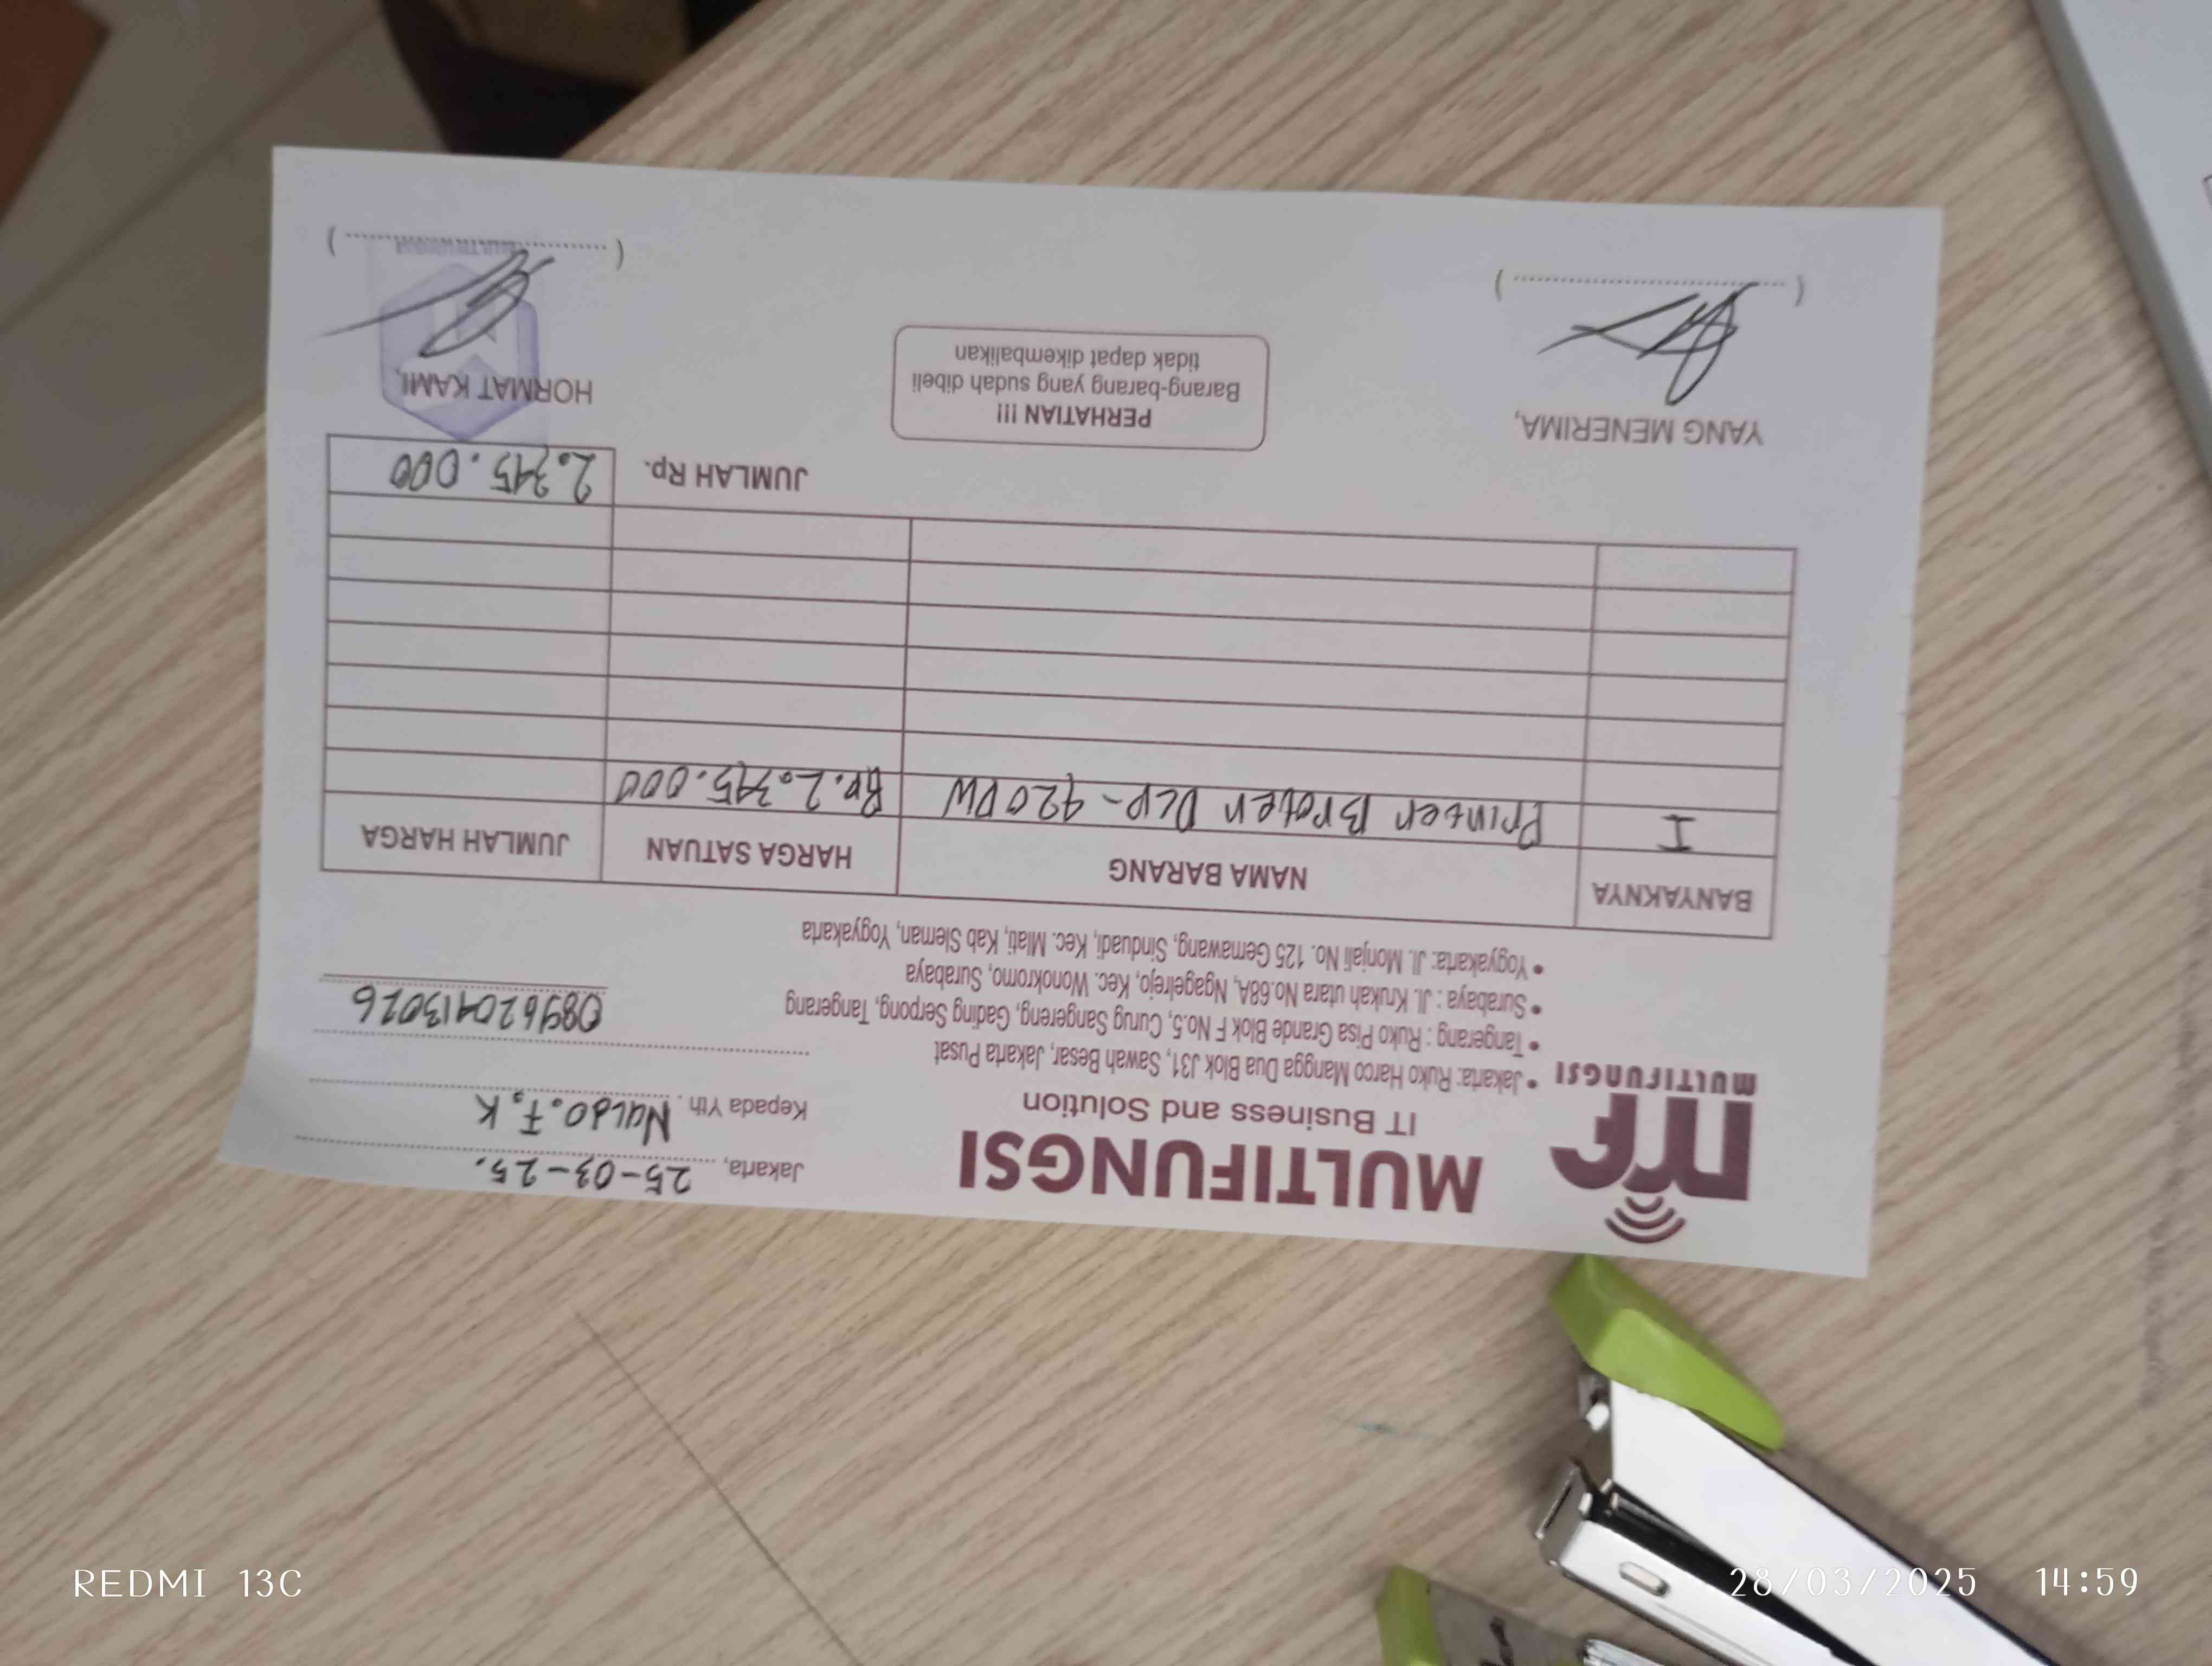 MULTIFUNGSI
MULTIFUNGSI
IT Business and Solution
• Jakarta: Ruko Harco Mangga Dua Blok J31, Sawah Besar, Jakarta Pusat
• Tangerang : Ruko Pisa Grande Blok F No.5, Curug Sangereng, Gading Serpong, Tangerang
• Surabaya : Jl. Krukah utara No.68A, Ngagelrejo, Kec. Wonokromo, Surabaya
• Yogyakarta: Jl. Monjali No. 125 Gemawang, Sinduadi, Kec. Mlati, Kab Sleman, Yogyakarta
Jakarta, 25-03-25.
Kepada Yth. Naldo.F.K
089620413026
BANYAKNYA NAMA BARANG HARGA SATUAN JUMLAH HARGA
I Printer Broter DCP-420DW Rp.2.345.000
JUMLAH Rp. 2.345.000
YANG MENERIMA,
PERHATIAN !!!
Barang-barang yang sudah dibeli
tidak dapat dikembalikan
HORMAT KAMI,
REDMI 13C
28/03/2025 14:59